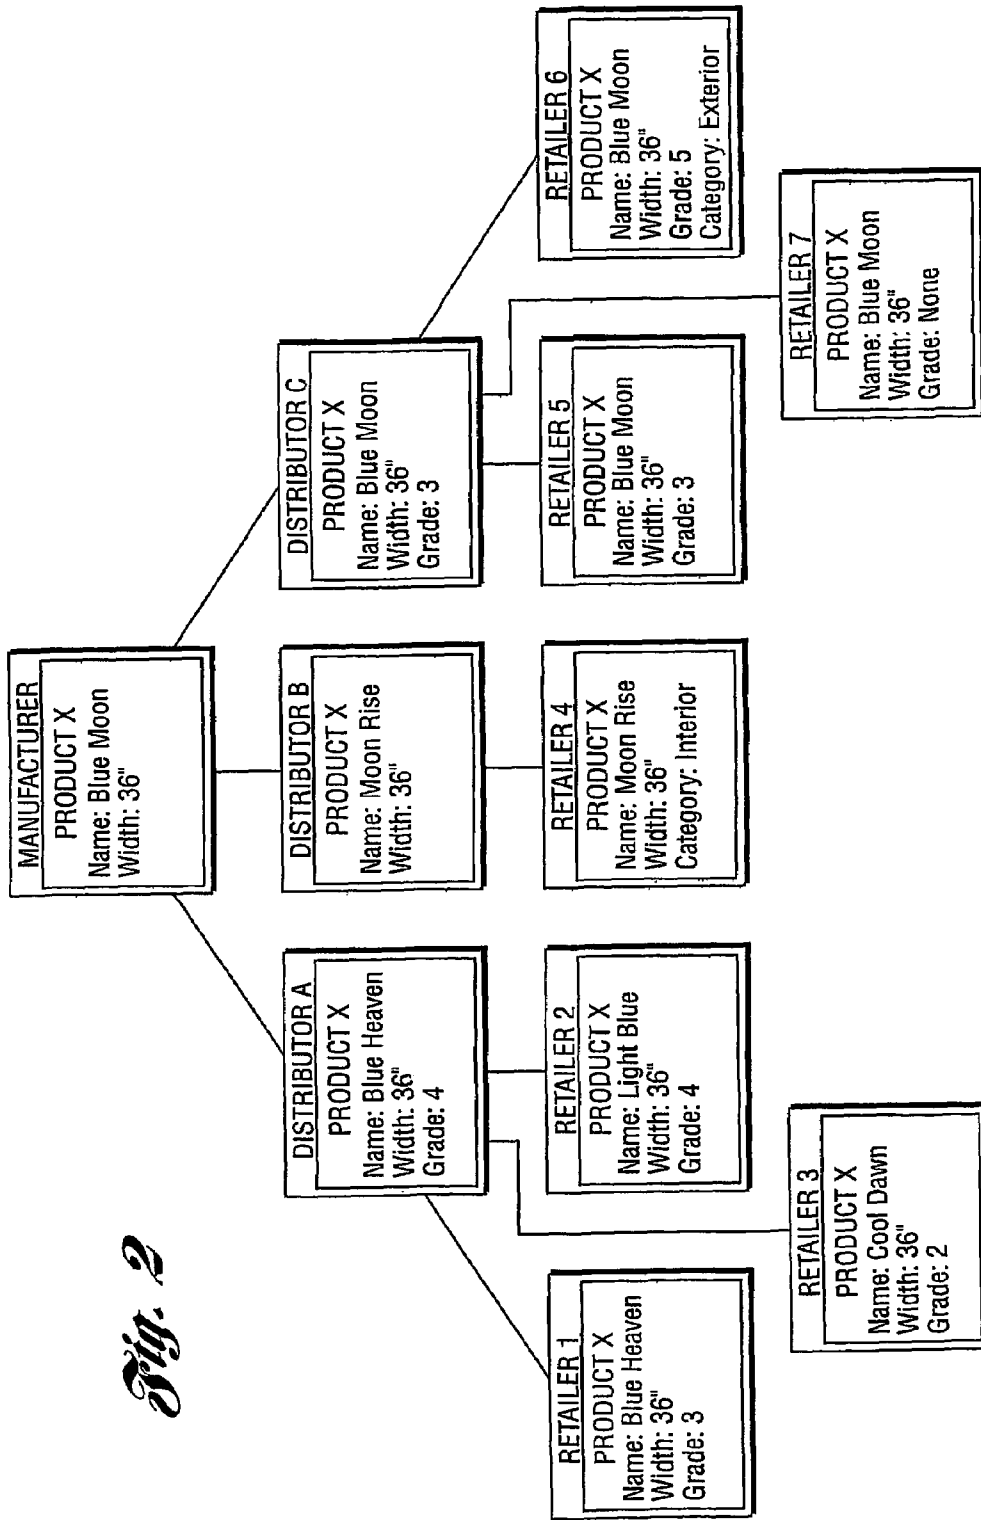 MANUFACTURER
PRODUCT X
Name: Blue Moon
Width: 36"
DISTRIBUTOR A
PRODUCT X
Name: Blue Heaven
Width: 36"
Grade: 4
DISTRIBUTOR B
PRODUCT X
Name: Moon Rise
Width: 36"
DISTRIBUTOR C
PRODUCT X
Name: Blue Moon
Width: 36"
Grade: 3
RETAILER 1
PRODUCT X
Name: Blue Heaven
Width: 36"
Grade: 3
RETAILER 2
PRODUCT X
Name: Light Blue
Width: 36"
Grade: 4
RETAILER 4
PRODUCT X
Name: Moon Rise
Width: 36"
Category: Interior
RETAILER 5
PRODUCT X
Name: Blue Moon
Width: 36"
Grade: 3
RETAILER 6
PRODUCT X
Name: Blue Moon
Width: 36"
Grade: 5
Category: Exterior
RETAILER 3
PRODUCT X
Name: Cool Dawn
Width: 36"
Grade: 2
RETAILER 7
PRODUCT X
Name: Blue Moon
Width: 36"
Grade: None
Fig. 2